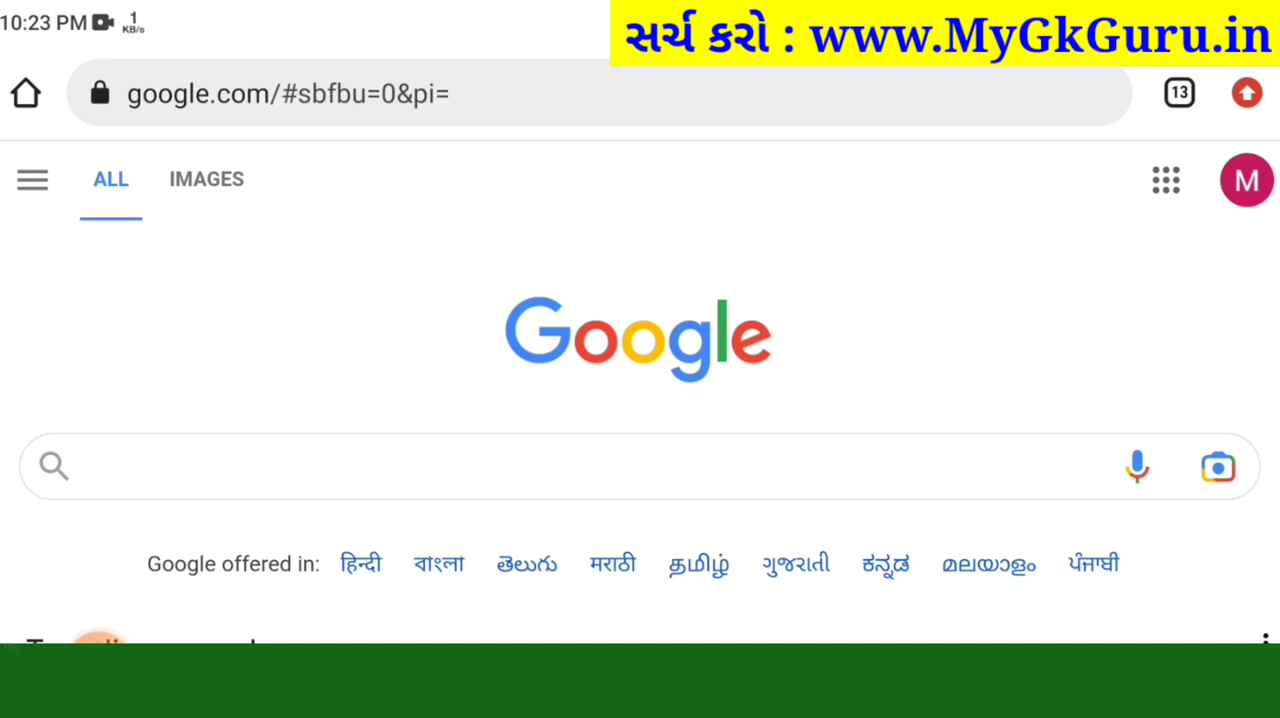 10:23 PM 1 KB/s
સર્ચ કરો : www.MyGkGuru.in
google.com/#sbfbu=0&pi=
13
ALL IMAGES
M
Google
Google offered in: हिन्दी বাংলা తెలుగు मराठी தமிழ் ગુજરાતી ಕನ್ನಡ മലയാളം ਪੰਜਾਬੀ